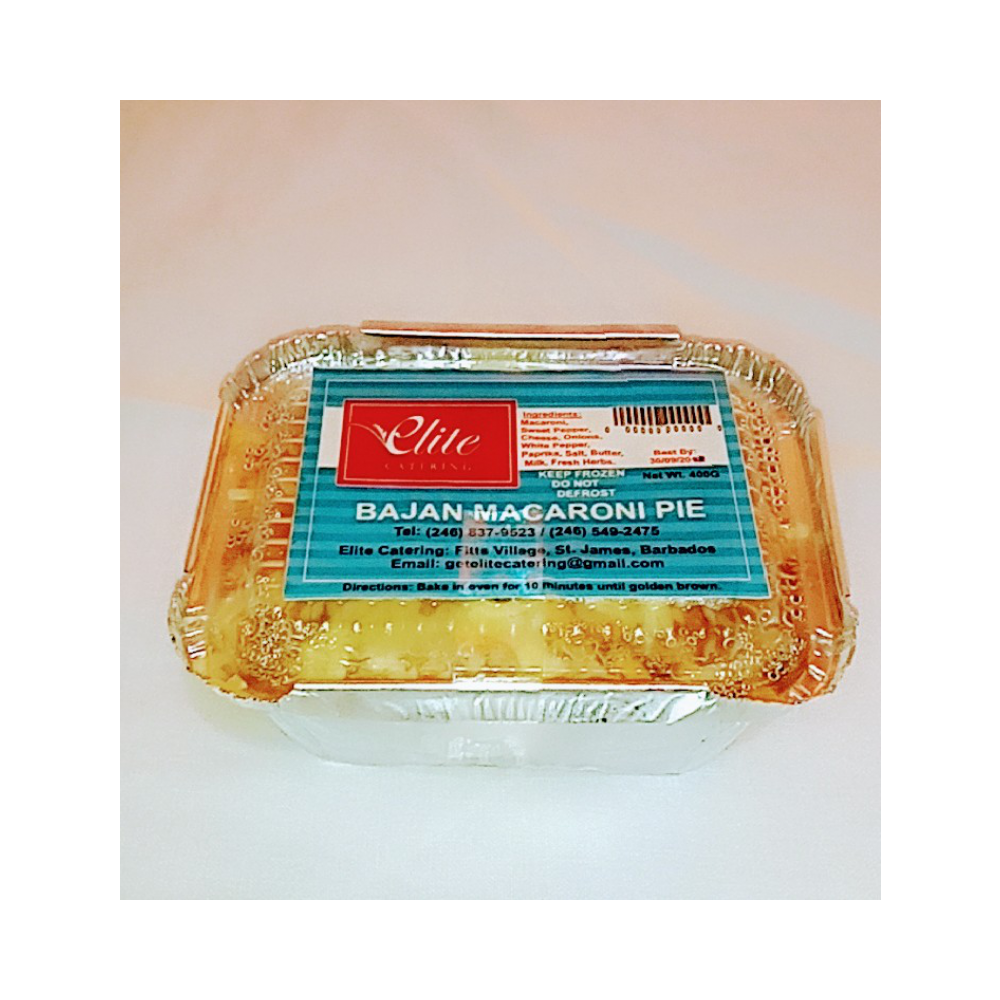 elite
CATERING
Ingredients:
Macaroni,
Sweet Pepper,
Cheese, Onions,
White Pepper,
Paprika, Salt, Butter,
Milk, Fresh Herbs.
Best By:
Net Wt. 400G
KEEP FROZEN
DO NOT
DEFROST
BAJAN MACARONI PIE
Tel: (246) 837-9523 / (246) 549-2475
Elite Catering: Fitts Village, St. James, Barbados
Email: getelitecatering@gmail.com
Directions: Bake in oven for 10 minutes until golden brown.